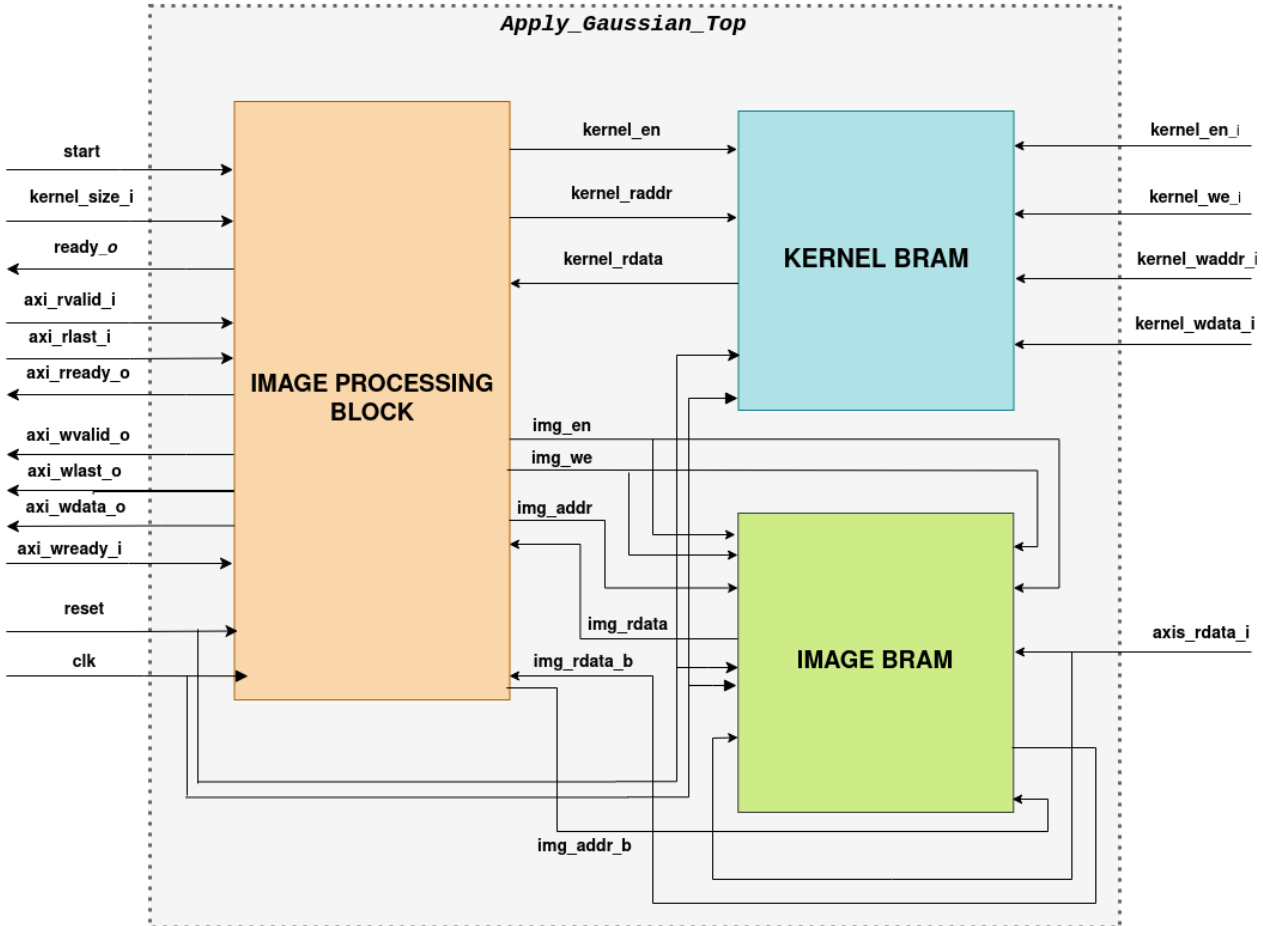 Apply_Gaussian_Top
start
kernel_size_i
ready_o
axi_rvalid_i
axi_rlast_i
axi_rready_o
axi_wvalid_o
axi_wlast_o
axi_wdata_o
axi_wready_i
reset
clk
IMAGE PROCESSING
BLOCK
kernel_en
kernel_raddr
kernel_rdata
img_en
img_we
img_addr
img_rdata
img_rdata_b
img_addr_b
KERNEL BRAM
IMAGE BRAM
kernel_en_i
kernel_we_i
kernel_waddr_i
kernel_wdata_i
axis_rdata_i